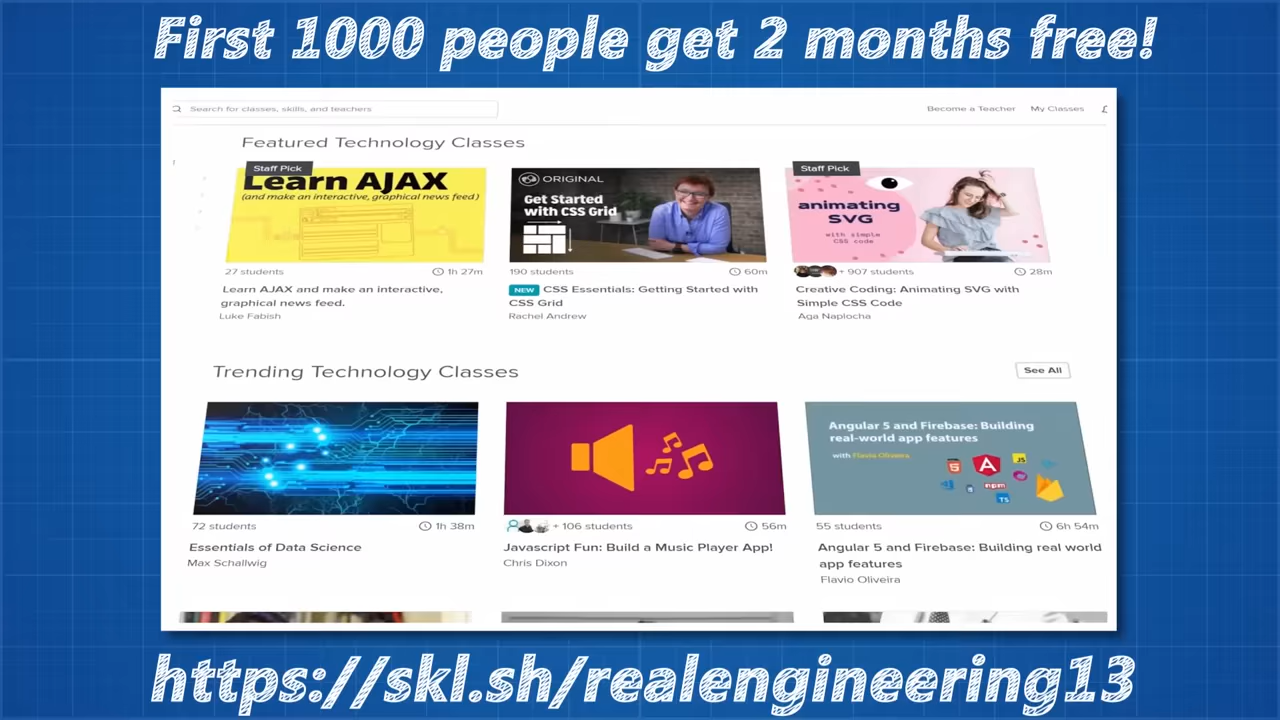 First 1000 people get 2 months free!
Search for classes, skills, and teachers
Become a Teacher
My Classes
Featured Technology Classes
Staff Pick
Learn AJAX
(and make an interactive, graphical news feed)
27 students
1h 27m
Learn AJAX and make an interactive,
graphical news feed.
Luke Fabish
ORIGINAL
Get Started
with CSS Grid
190 students
60m
NEW CSS Essentials: Getting Started with
CSS Grid
Rachel Andrew
Staff Pick
animating
SVG
with simple
CSS code
+ 907 students
28m
Creative Coding: Animating SVG with
Simple CSS Code
Aga Naplocha
Trending Technology Classes
See All
72 students
1h 38m
Essentials of Data Science
Max Schallwig
+ 106 students
56m
Javascript Fun: Build a Music Player App!
Chris Dixon
Angular 5 and Firebase: Building
real-world app features
with Flavio Oliveira
JS
npm
TS
55 students
6h 54m
Angular 5 and Firebase: Building real world
app features
Flavio Oliveira
https://skl.sh/realengineering13